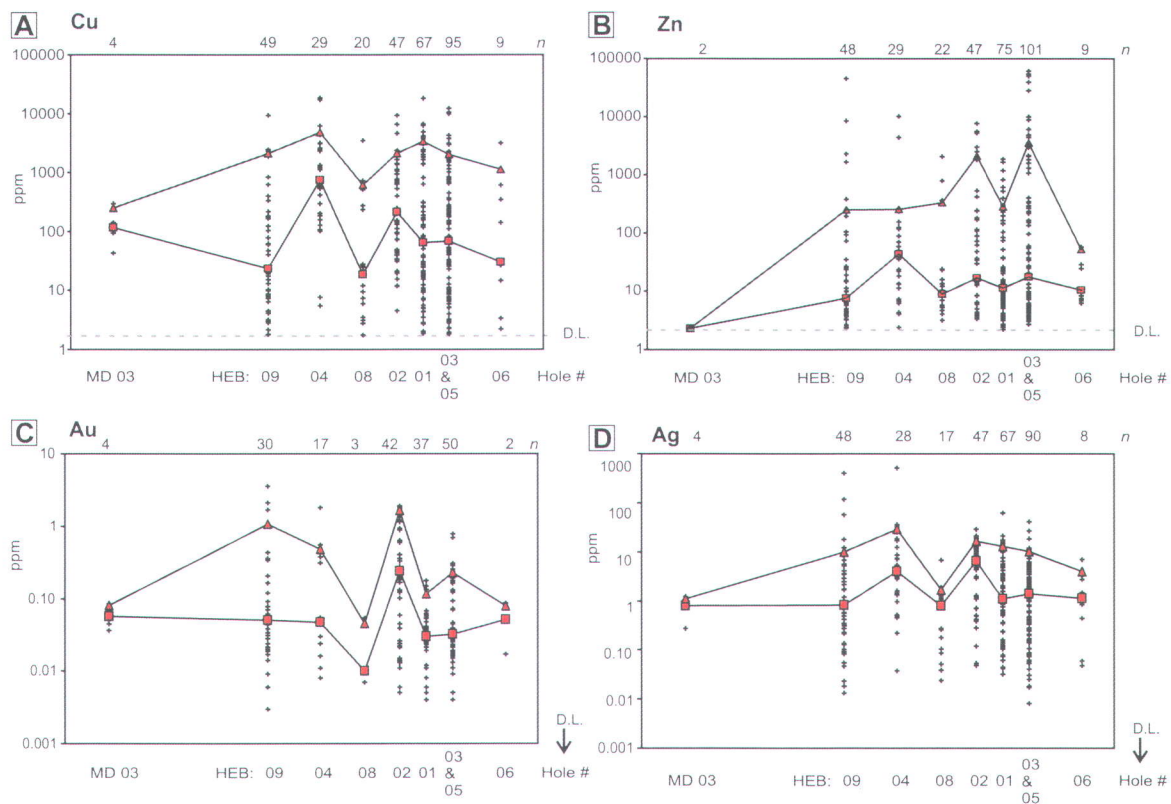 A Cu
4 49 29 20 47 67 95 9 n
100000
10000
1000
100
10
1
ppm
D.L.
MD 03 HEB: 09 04 08 02 01 03 & 05 06 Hole #
B Zn
2 48 29 22 47 75 101 9 n
100000
10000
1000
100
10
1
ppm
D.L.
MD 03 HEB: 09 04 08 02 01 03 & 05 06 Hole #
C Au
4 30 17 3 42 37 50 2 n
10
1
0.10
0.01
0.001
ppm
D.L.
MD 03 HEB: 09 04 08 02 01 03 & 05 06 Hole #
D Ag
4 48 28 17 47 67 90 8 n
1000
100
10
1
0.10
0.01
0.001
ppm
D.L.
MD 03 HEB: 09 04 08 02 01 03 & 05 06 Hole #